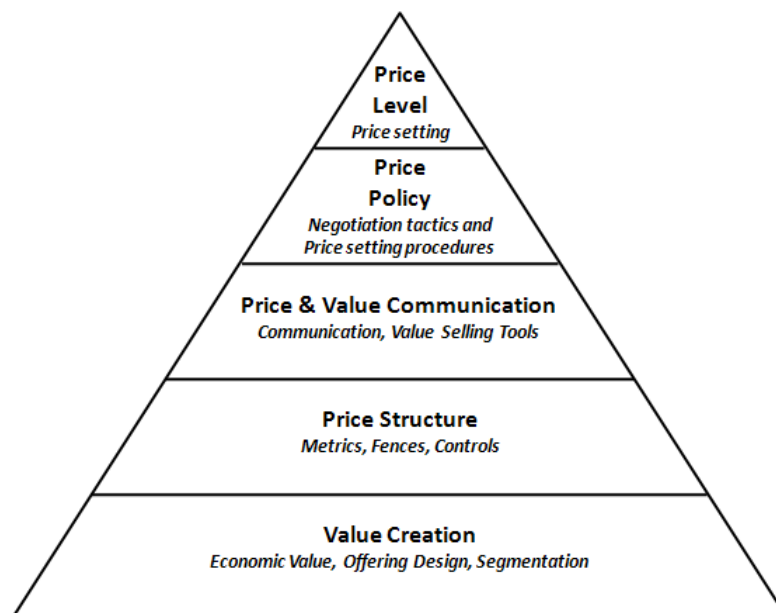 Price
Level
Price setting
Price
Policy
Negotiation tactics and
Price setting procedures
Price & Value Communication
Communication, Value Selling Tools
Price Structure
Metrics, Fences, Controls
Value Creation
Economic Value, Offering Design, Segmentation